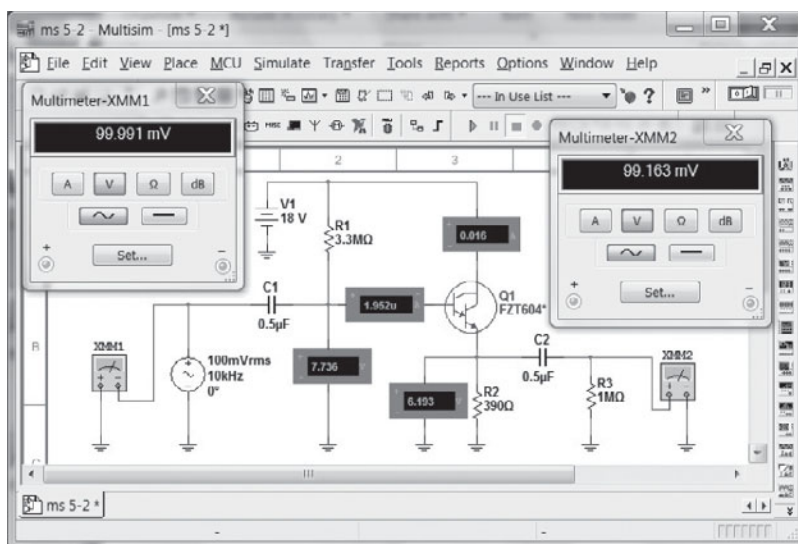 ms 5-2 - Multisim - [ms 5-2 *]
File Edit View Place MCU Simulate Transfer Tools Reports Options Window Help
--- In Use List ---
Multimeter-XMM1
99.991 mV
A V Ω dB
Set...
+ -
Multimeter-XMM2
99.163 mV
A V Ω dB
Set...
+ -
2 3
V1
18 V
R1
3.3MΩ
0.016
C1
0.5µF
1.952u
Q1
FZT604*
B
XMM1
100mVrms
10kHz
0°
7.736
C2
0.5µF
XMM2
6.193
R2
390Ω
R3
1MΩ
ms 5-2 *